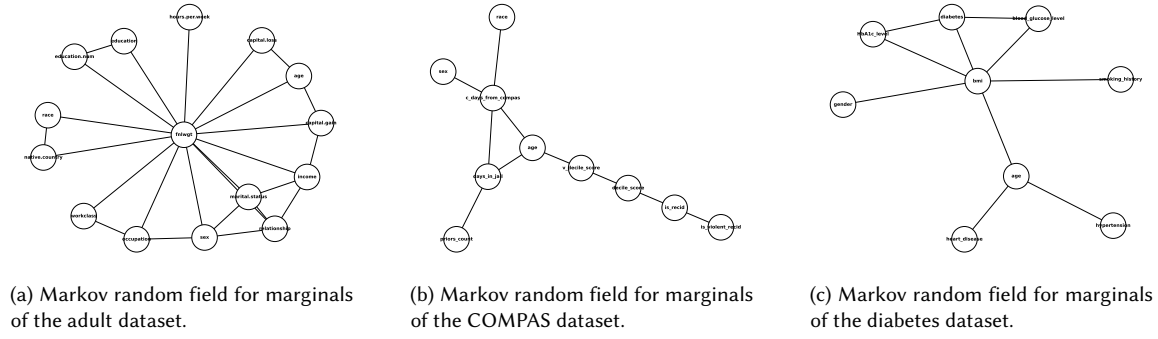 hours.per.week
education
capital.loss
education.num
age
race
capital.gain
fnlwgt
native.country
income
marital.status
workclass
relationship
occupation
sex
race
sex
c_days_from_compas
age
v_decile_score
days_in_jail
decile_score
is_recid
is_violent_recid
priors_count
diabetes
blood_glucose_level
HbA1c_level
bmi
smoking_history
gender
age
heart_disease
hypertension
(a) Markov random field for marginals
of the adult dataset.
(b) Markov random field for marginals
of the COMPAS dataset.
(c) Markov random field for marginals
of the diabetes dataset.